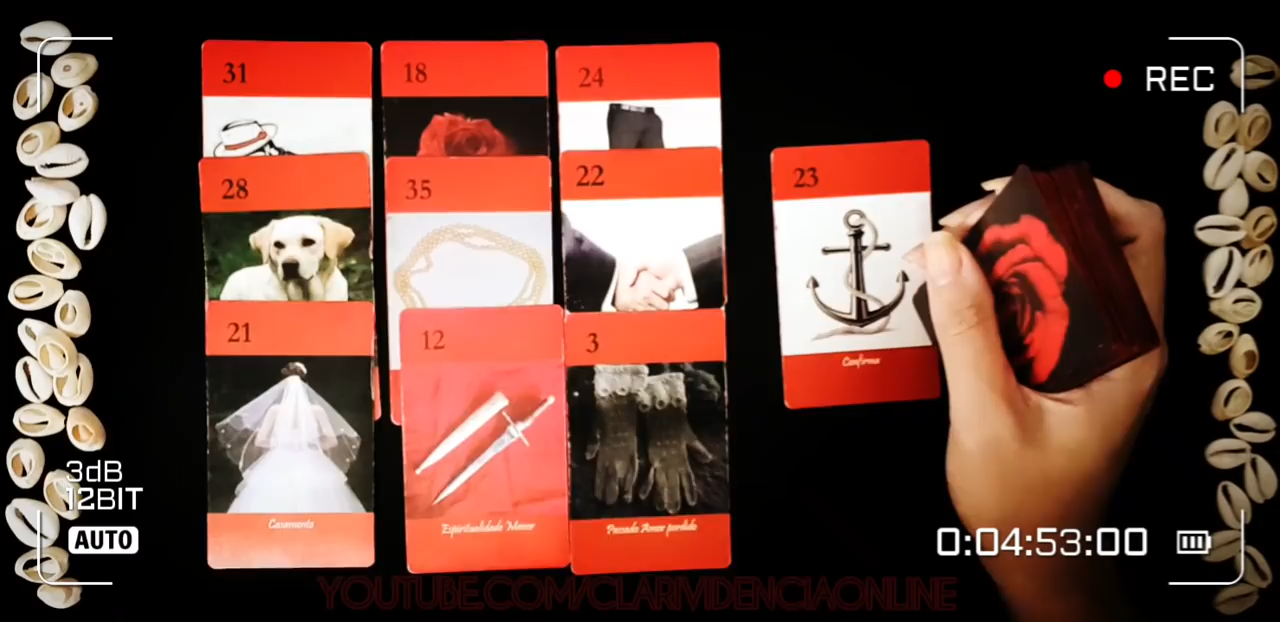 31
18
24
REC
28
35
22
23
Confirma
21
12
3
3dB
12BIT
AUTO
Casamento
Espiritualidade Menor
Passado Amor perdido
0:04:53:00
YOUTUBE.COM/CLARIVIDENCIAONLINE